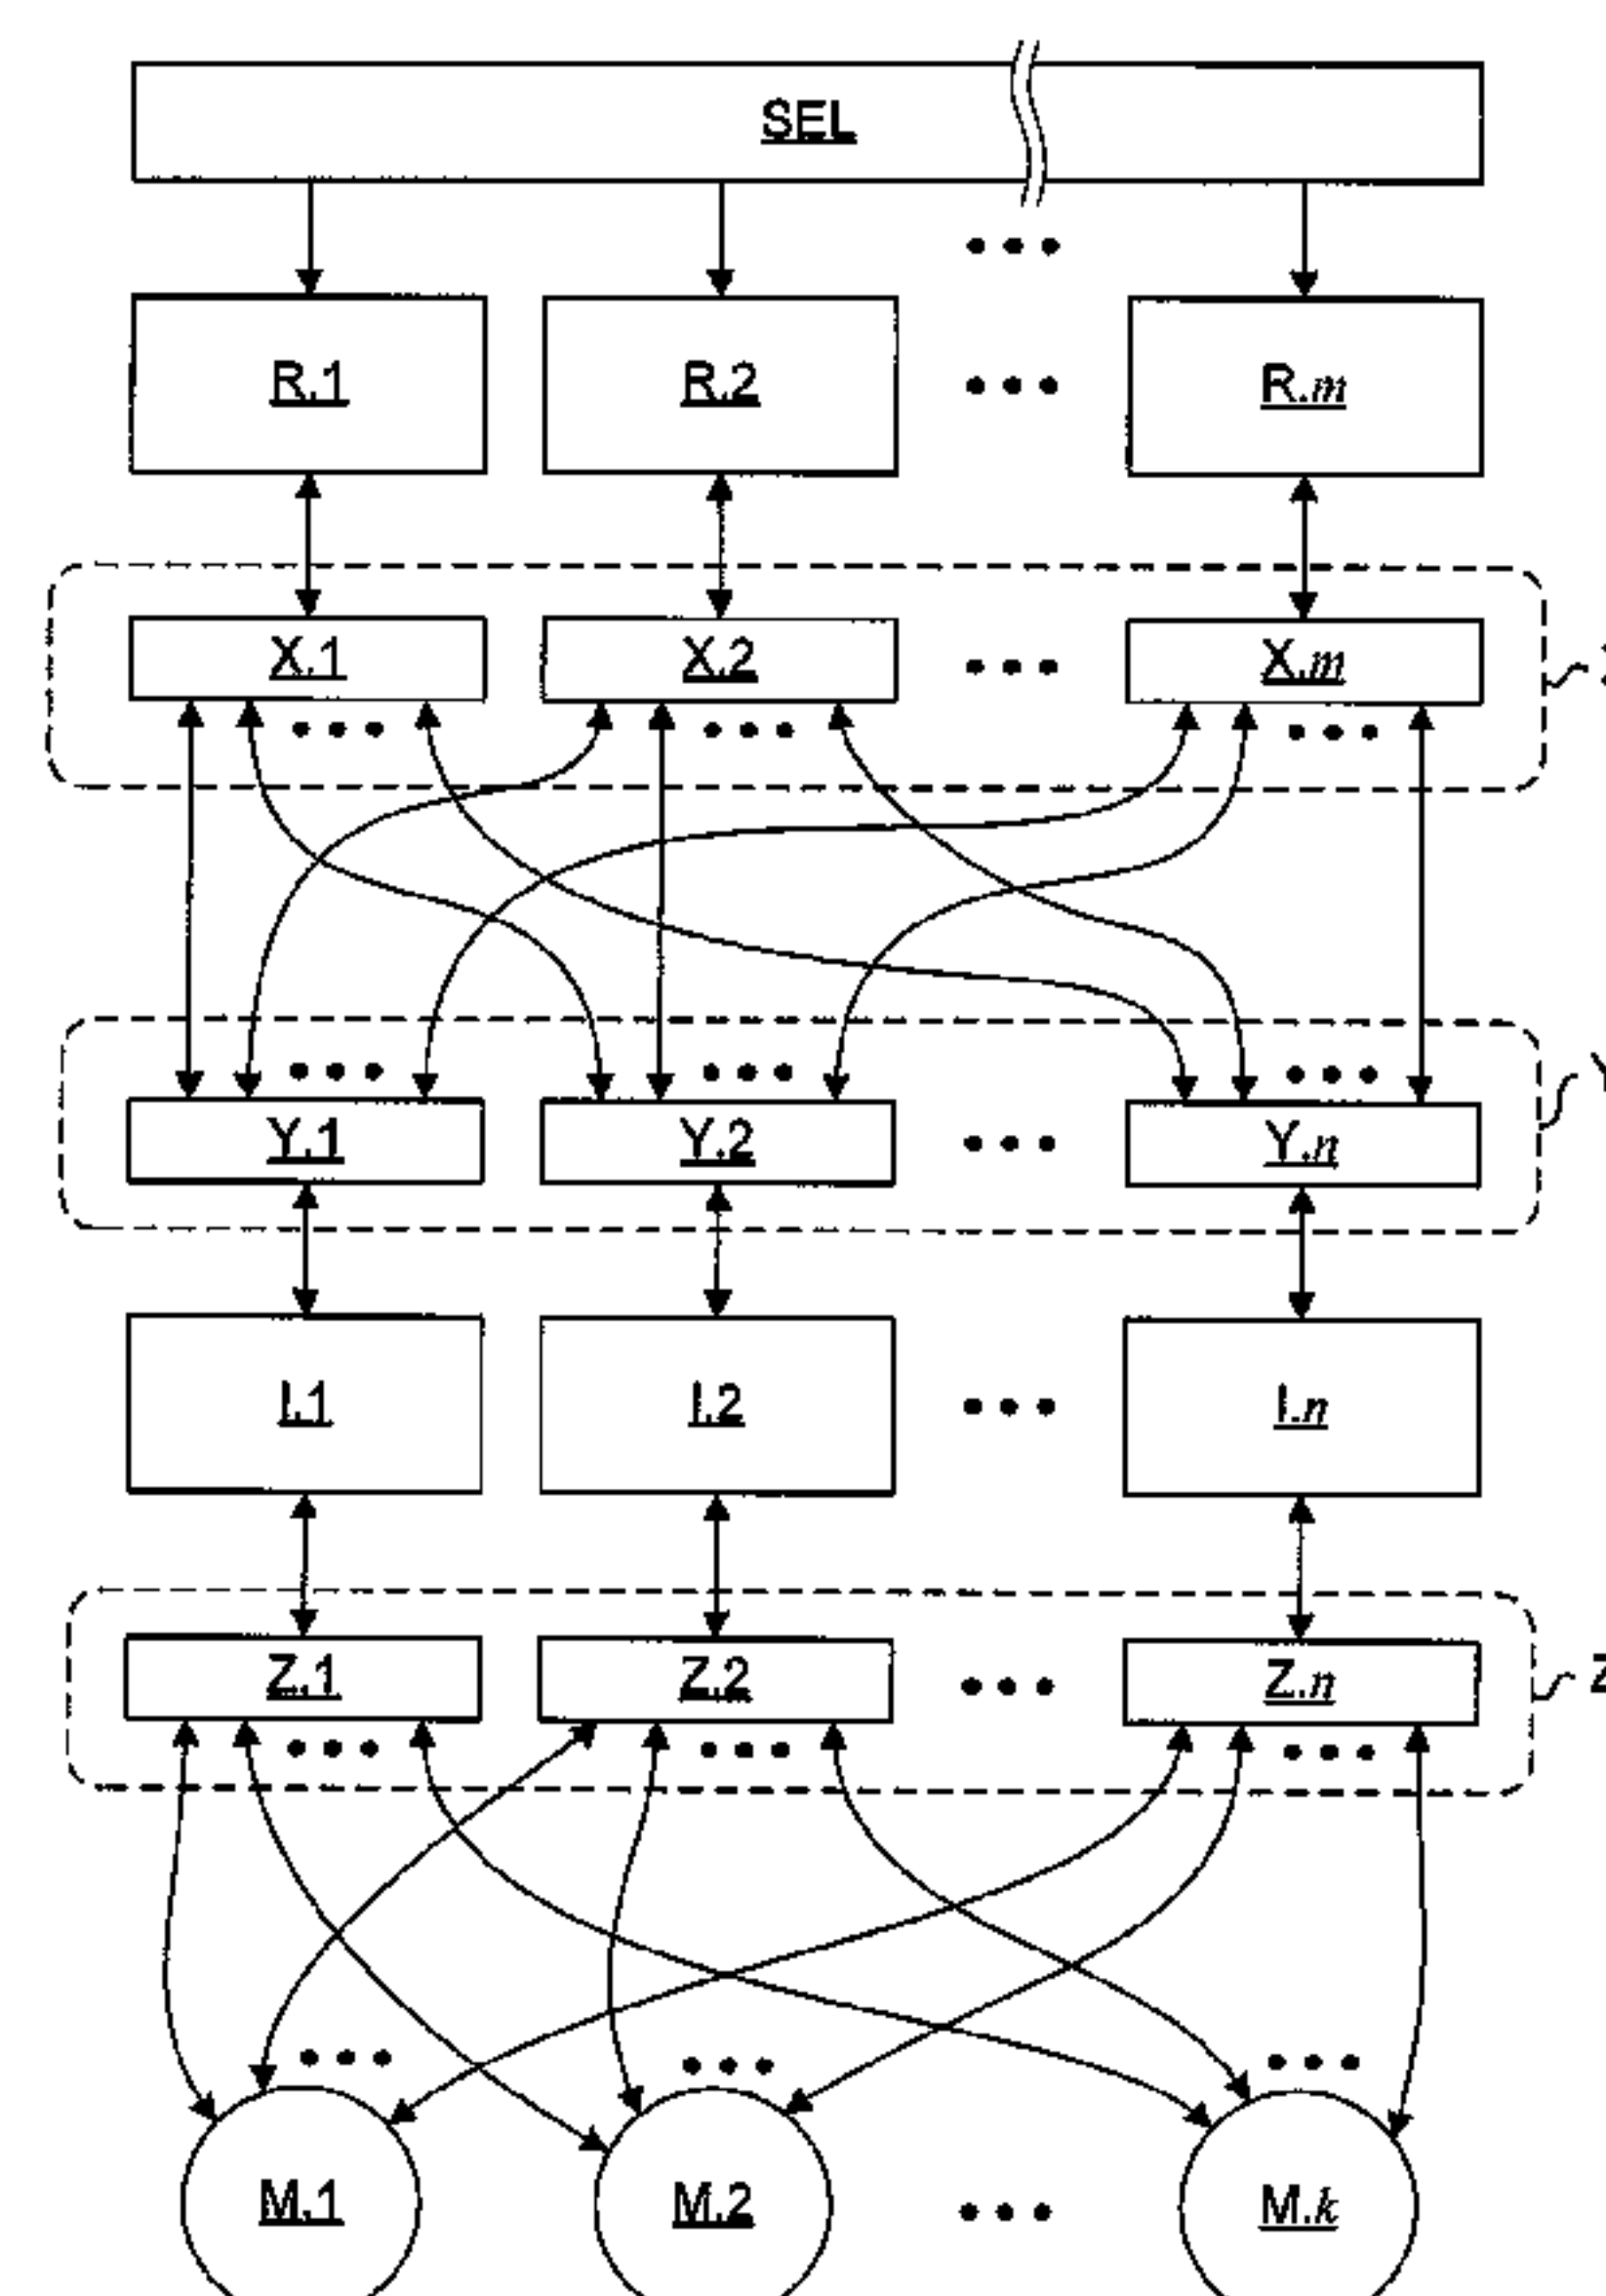 SEL
R.1 R.2 ••• R.m
X.1 X.2 ••• X.m
Y
Y.1 Y.2 ••• Y.n
I.1 I.2 ••• I.n
Z.1 Z.2 ••• Z.n Z
M.1 M.2 ••• M.k